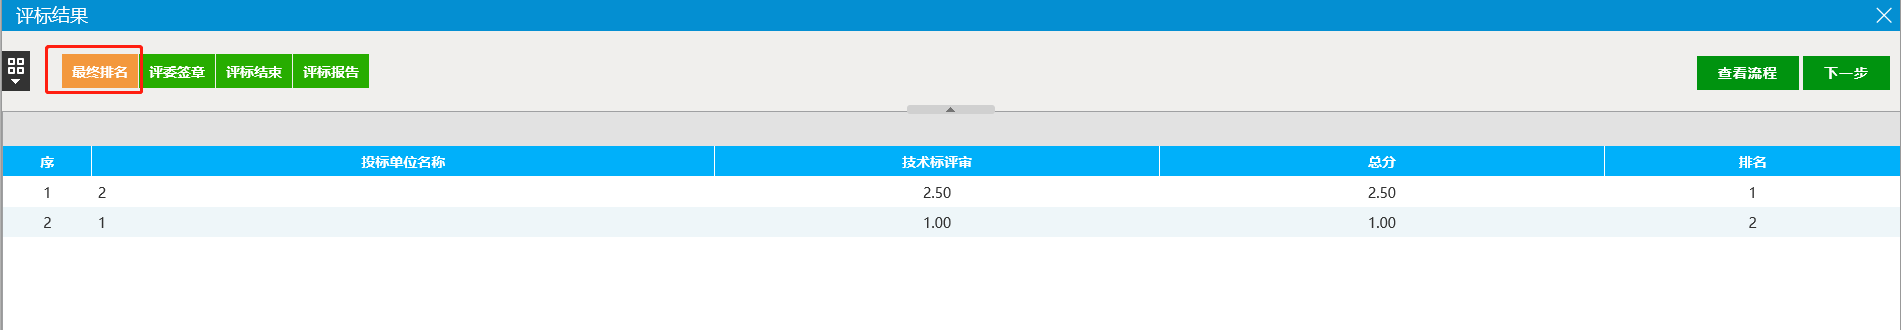 评标结果
最终排名 评委签章 评标结束 评标报告 查看流程 下一步
序 投标单位名称 技术标评审 总分 排名
1 2 2.50 2.50 1
2 1 1.00 1.00 2